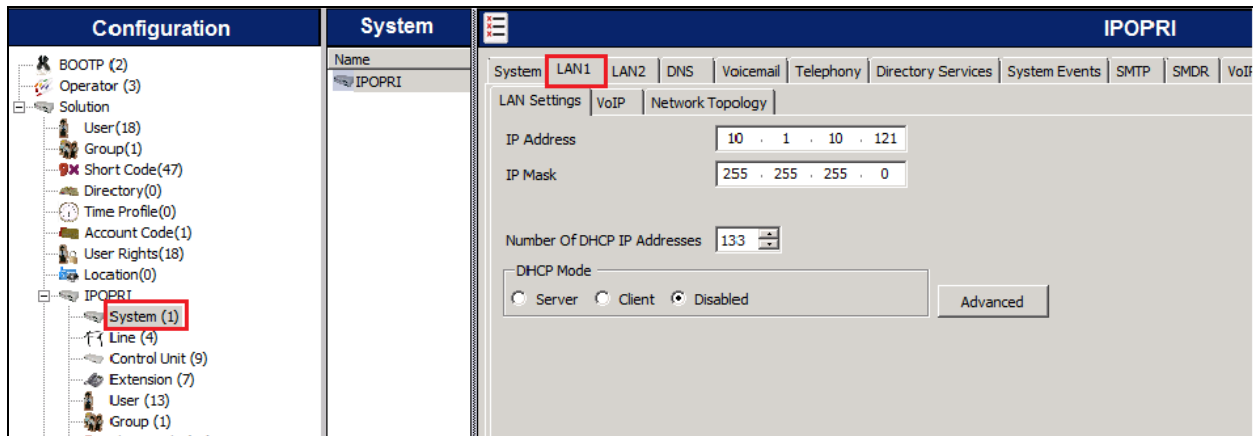 Configuration
BOOTP (2)
Operator (3)
Solution
User(18)
Group(1)
Short Code(47)
Directory(0)
Time Profile(0)
Account Code(1)
User Rights(18)
Location(0)
IPOPRI
System (1)
Line (4)
Control Unit (9)
Extension (7)
User (13)
Group (1)
System
Name
IPOPRI
IPOPRI
System LAN1 LAN2 DNS Voicemail Telephony Directory Services System Events SMTP SMDR VoIP
LAN Settings VoIP Network Topology
IP Address 10 . 1 . 10 . 121
IP Mask 255 . 255 . 255 . 0
Number Of DHCP IP Addresses 133
DHCP Mode
Server Client Disabled Advanced